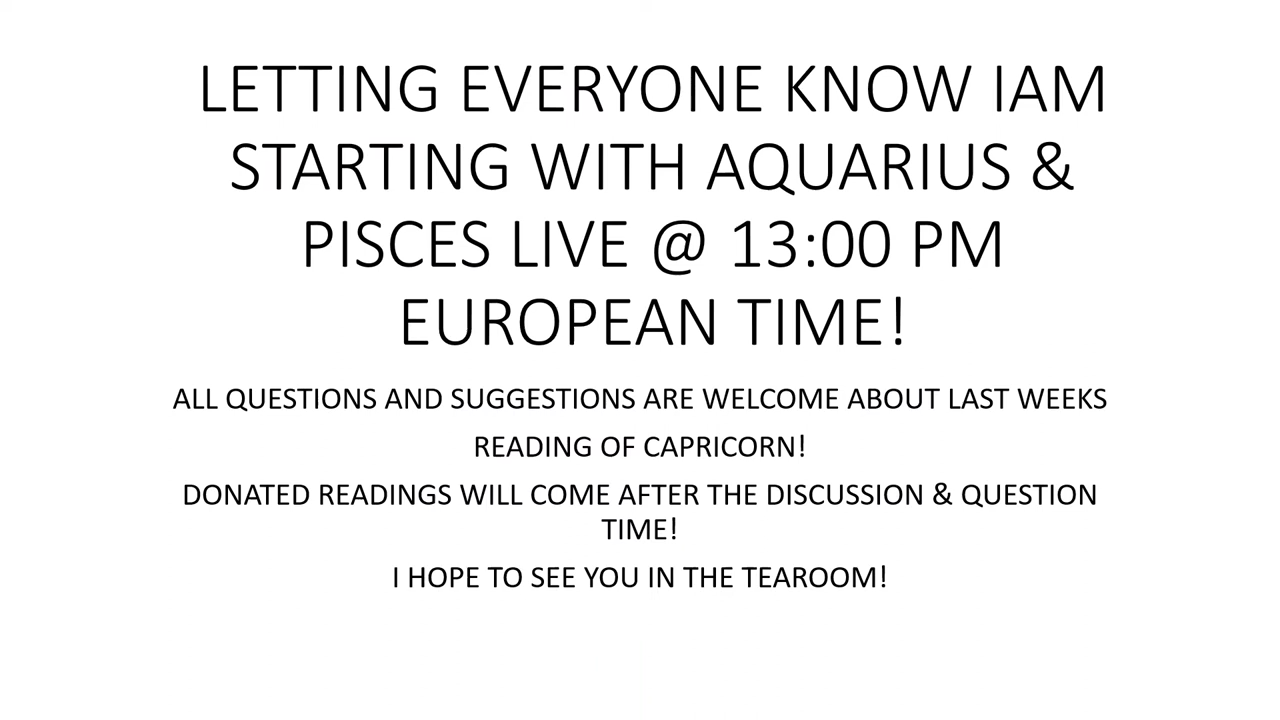 LETTING EVERYONE KNOW IAM
STARTING WITH AQUARIUS &
PISCES LIVE @ 13:00 PM
EUROPEAN TIME!
ALL QUESTIONS AND SUGGESTIONS ARE WELCOME ABOUT LAST WEEKS
READING OF CAPRICORN!
DONATED READINGS WILL COME AFTER THE DISCUSSION & QUESTION
TIME!
I HOPE TO SEE YOU IN THE TEAROOM!